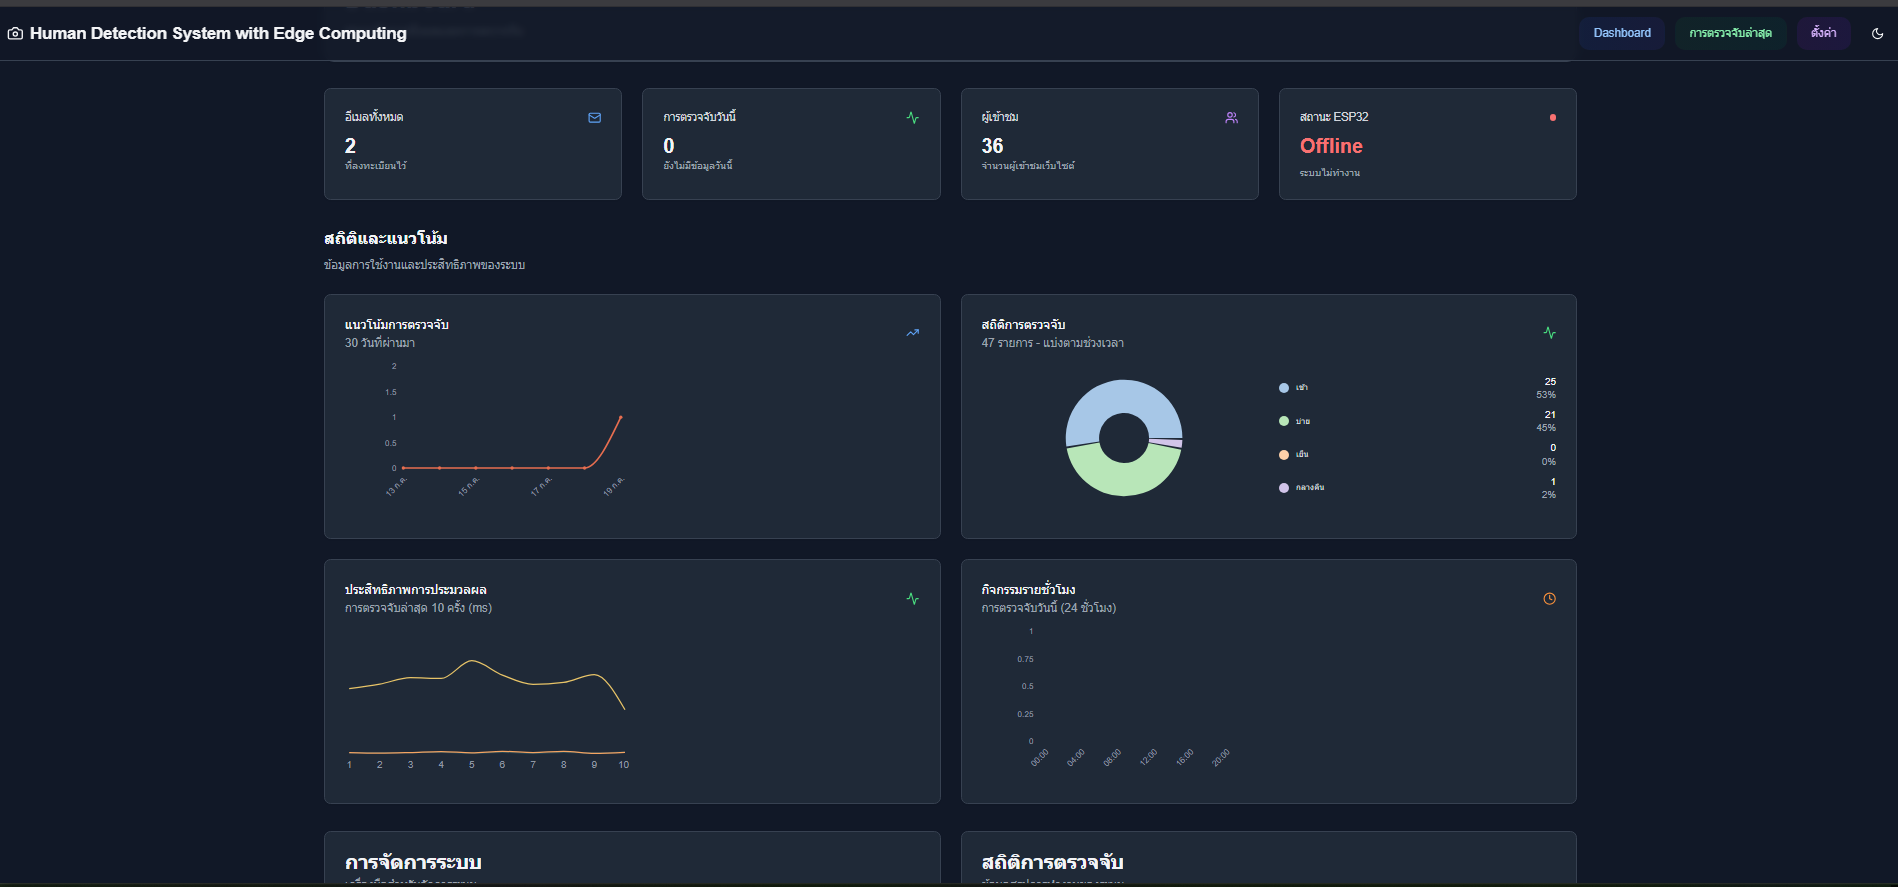 Human Detection System with Edge Computing
Dashboard
การตรวจจับล่าสุด
ตั้งค่า
อีเมลทั้งหมด
2
ที่ลงทะเบียนไว้
การตรวจจับวันนี้
0
ยังไม่มีข้อมูลวันนี้
ผู้เข้าชม
36
จำนวนผู้เข้าชมเว็บไซต์
สถานะ ESP32
Offline
ระบบไม่ทำงาน
สถิติและแนวโน้ม
ข้อมูลการใช้งานและประสิทธิภาพของระบบ
แนวโน้มการตรวจจับ
30 วันที่ผ่านมา
2
1.5
1
0.5
0
13 ก.ค.
15 ก.ค.
17 ก.ค.
19 ก.ค.
สถิติการตรวจจับ
47 รายการ - แบ่งตามช่วงเวลา
เช้า
25
53%
บ่าย
21
45%
เย็น
0
0%
กลางคืน
1
2%
ประสิทธิภาพการประมวลผล
การตรวจจับล่าสุด 10 ครั้ง (ms)
1 2 3 4 5 6 7 8 9 10
กิจกรรมรายชั่วโมง
การตรวจจับวันนี้ (24 ชั่วโมง)
1
0.75
0.5
0.25
0
00:00 04:00 08:00 12:00 16:00 20:00
การจัดการระบบ
สถิติการตรวจจับ